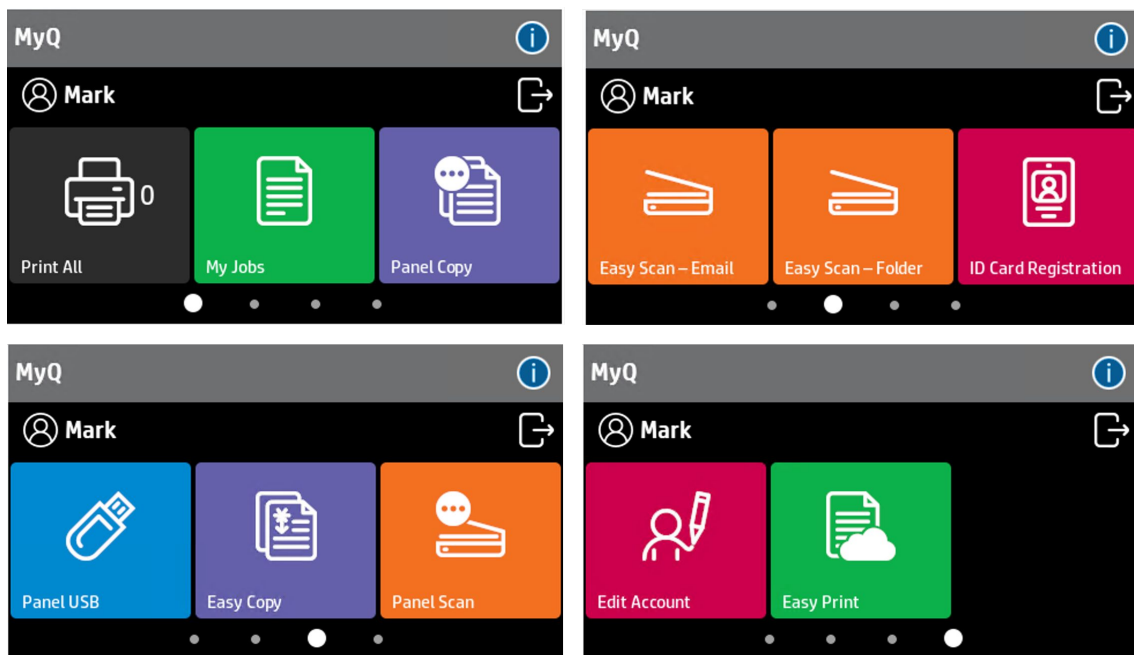 MyQ
Mark
0
Print All
My Jobs
Panel Copy
MyQ
Mark
Easy Scan – Email
Easy Scan – Folder
ID Card Registration
MyQ
Mark
Panel USB
Easy Copy
Panel Scan
MyQ
Mark
Edit Account
Easy Print